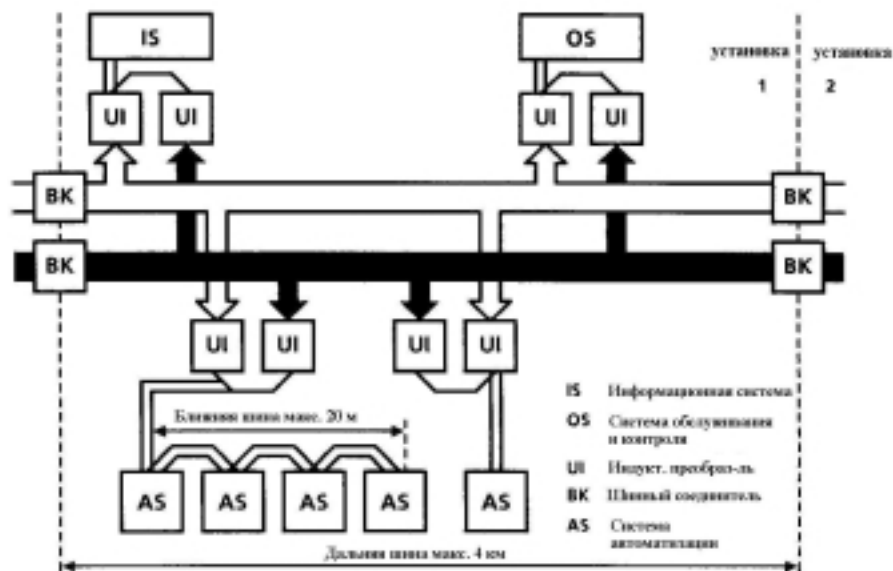 IS
OS
установка
установка
1
2
UI
UI
UI
UI
BK
BK
BK
BK
UI
UI
UI
UI
Ближняя шина макс. 20 м
AS
AS
AS
AS
AS
IS Информационная система
OS Система обслуживания
и контроля
UI Индукт. преобраз-ль
BK Шинный соединитель
AS Система
автоматизации
Дальняя шина макс. 4 км